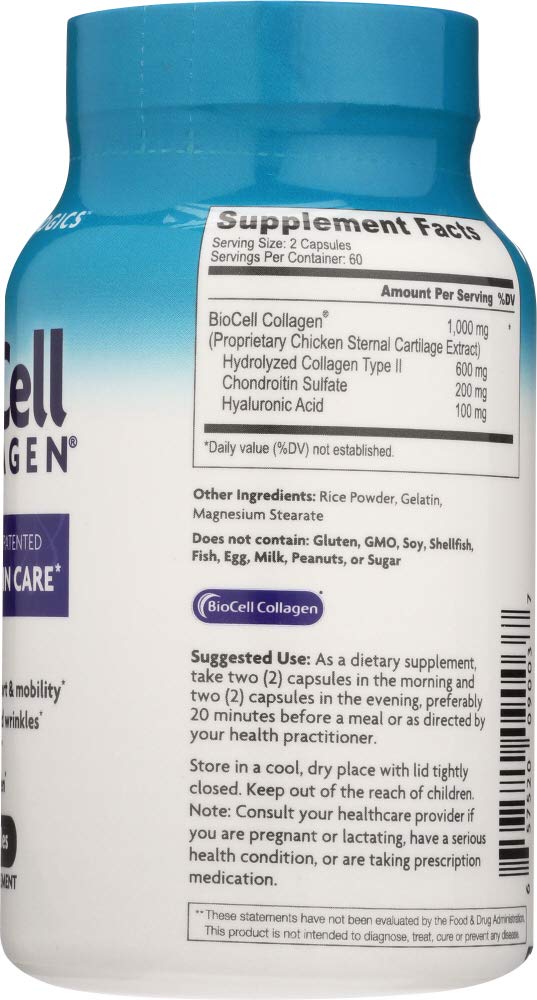 OGICS™
Cell
AGEN®
PATENTED
IN CARE*
rt & mobility*
d wrinkles*
n*
es
MENT
Supplement Facts
Serving Size: 2 Capsules
Servings Per Container: 60
Amount Per Serving %DV
BioCell Collagen® 1,000 mg *
(Proprietary Chicken Sternal Cartilage Extract)
Hydrolyzed Collagen Type II 600 mg
Chondroitin Sulfate 200 mg
Hyaluronic Acid 100 mg
*Daily value (%DV) not established.
Other Ingredients: Rice Powder, Gelatin,
Magnesium Stearate
Does not contain: Gluten, GMO, Soy, Shellfish,
Fish, Egg, Milk, Peanuts, or Sugar
BioCell Collagen
Suggested Use: As a dietary supplement,
take two (2) capsules in the morning and
two (2) capsules in the evening, preferably
20 minutes before a meal or as directed by
your health practitioner.
Store in a cool, dry place with lid tightly
closed. Keep out of the reach of children.
Note: Consult your healthcare provider if
you are pregnant or lactating, have a serious
health condition, or are taking prescription
medication.
**These statements have not been evaluated by the Food & Drug Administration.
This product is not intended to diagnose, treat, cure or prevent any disease.
6 57520 09003 7